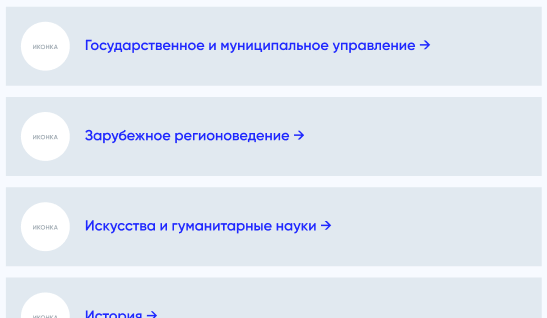 ИКОНКА
Государственное и муниципальное управление →
ИКОНКА
Зарубежное регионоведение →
ИКОНКА
Искусства и гуманитарные науки →
ИКОНКА
История →